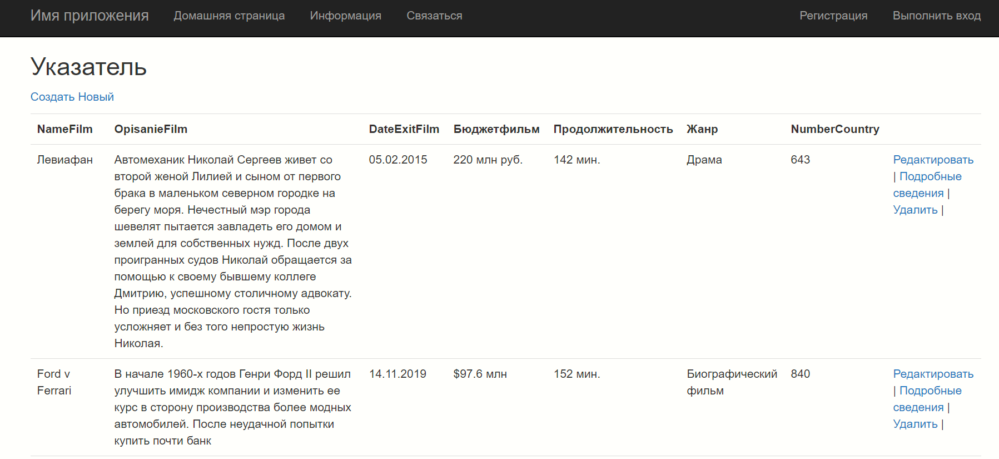 Имя приложения Домашняя страница Информация Связаться Регистрация Выполнить вход
Указатель
Создать Новый
NameFilm OpisanieFilm DateExitFilm Бюджетфильм Продолжительность Жанр NumberCountry
Левиафан
Автомеханик Николай Сергеев живет со
второй женой Лилией и сыном от первого
брака в маленьком северном городке на
берегу моря. Нечестный мэр города
шевелят пытается завладеть его домом и
землей для собственных нужд. После двух
проигранных судов Николай обращается за
помощью к своему бывшему коллеге
Дмитрию, успешному столичному адвокату.
Но приезд московского гостя только
усложняет и без того непростую жизнь
Николая.
05.02.2015
220 млн руб.
142 мин.
Драма
643
Редактировать
| Подробные
сведения |
Удалить |
Ford v
Ferrari
В начале 1960-х годов Генри Форд II решил
улучшить имидж компании и изменить ее
курс в сторону производства более модных
автомобилей. После неудачной попытки
купить почти банк
14.11.2019
$97.6 млн
152 мин.
Биографический
фильм
840
Редактировать
| Подробные
сведения |
Удалить |